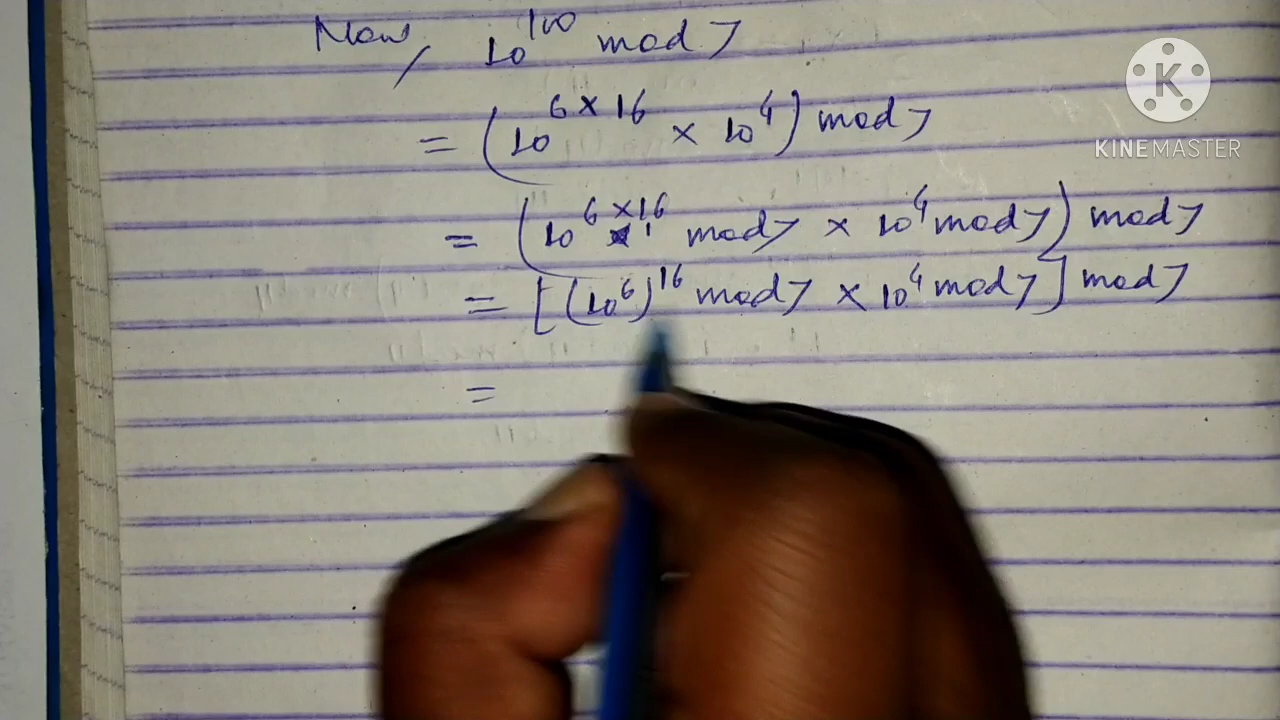 Now, 10^100 mod 7
= (10^6×16 × 10^4) mod 7
= (10^6×16 mod 7 × 10^4 mod 7) mod 7
= [(10^6)^16 mod 7 × 10^4 mod 7] mod 7
=
K
KINEMASTER